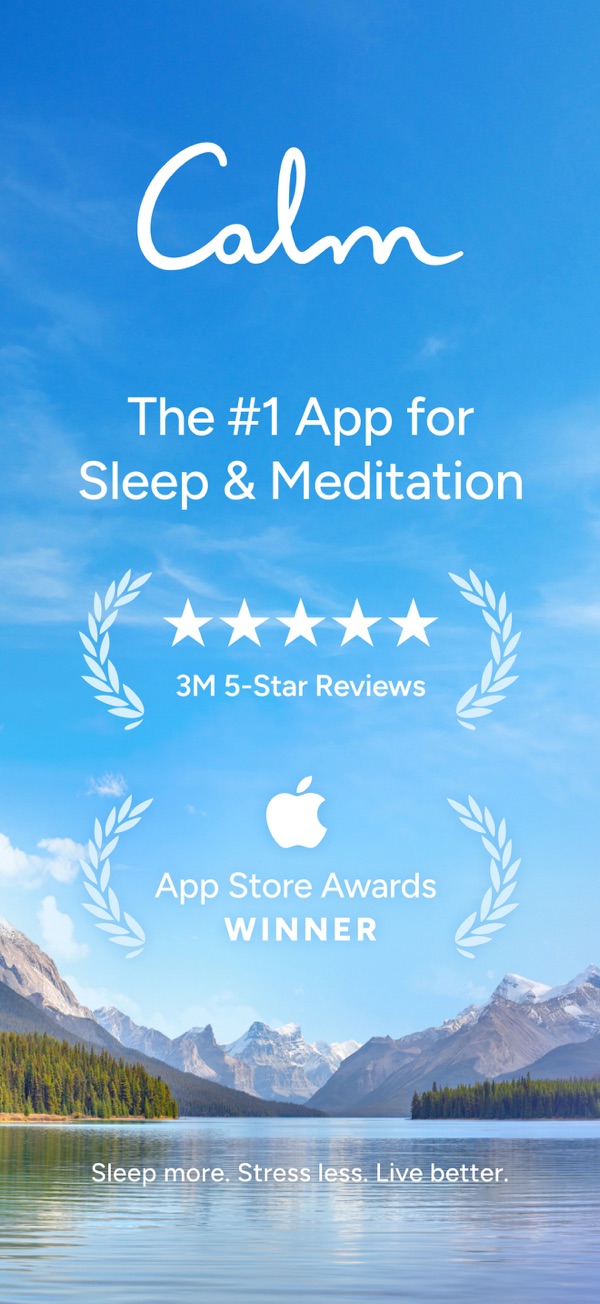 Calm
The #1 App for
Sleep & Meditation
3M 5-Star Reviews
App Store Awards
WINNER
Sleep more. Stress less. Live better.